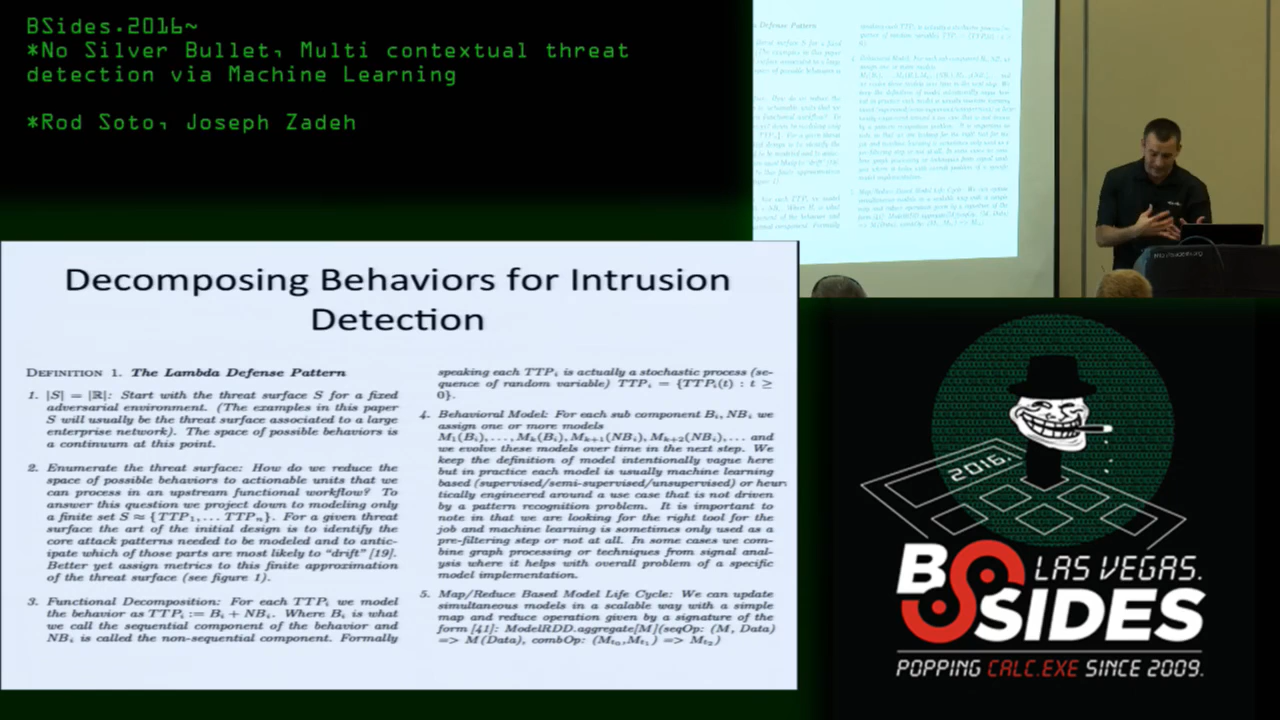 BSides.2016~
*No Silver Bullet, Multi contextual threat
detection via Machine Learning
*Rod Soto, Joseph Zadeh
Decomposing Behaviors for Intrusion
Detection
DEFINITION 1. The Lambda Defense Pattern
1. |S| = |ℝ|: Start with the threat surface S for a fixed
adversarial environment. (The examples in this paper
S will usually be the threat surface associated to a large
enterprise network). The space of possible behaviors is
a continuum at this point.
2. Enumerate the threat surface: How do we reduce the
space of possible behaviors to actionable units that we
can process in an upstream functional workflow? To
answer this question we project down to modeling only
a finite set S ≈ {TTP₁, ... TTPₙ}. For a given threat
surface the art of the initial design is to identify the
core attack patterns needed to be modeled and to antic-
ipate which of those parts are most likely to "drift" [19].
Better yet assign metrics to this finite approximation
of the threat surface (see figure 1).
3. Functional Decomposition: For each TTPᵢ we model
the behavior as TTPᵢ := Bᵢ + NBᵢ. Where Bᵢ is what
we call the sequential component of the behavior and
NBᵢ is called the non-sequential component. Formally
speaking each TTPᵢ is actually a stochastic process (se-
quence of random variable) TTPᵢ = {TTPᵢ(t) : t ≥
0}.
4. Behavioral Model: For each sub component Bᵢ, NBᵢ we
assign one or more models
M₁(Bᵢ), ..., Mₖ(Bᵢ), Mₖ₊₁(NBᵢ), Mₖ₊₂(NBᵢ), ... and
we evolve these models over time in the next step. We
keep the definition of model intentionally vague here
but in practice each model is usually machine learning
based (supervised/semi-supervised/unsupervised) or heur
tically engineered around a use case that is not driven
by a pattern recognition problem. It is important to
note in that we are looking for the right tool for the
job and machine learning is sometimes only used as a
pre-filtering step or not at all. In some cases we com-
bine graph processing or techniques from signal anal-
ysis where it helps with overall problem of a specific
model implementation.
5. Map/Reduce Based Model Life Cycle: We can update
simultaneous models in a scalable way with a simple
map and reduce operation given by a signature of the
form [41]: ModelRDD.aggregate[M](seqOp: (M, Data)
=> M(Data), combOp: (Mₜ₀,Mₜ₁) => Mₜ₂)
2016.
BSIDES
LAS VEGAS.
POPPING CALC.EXE SINCE 2009.